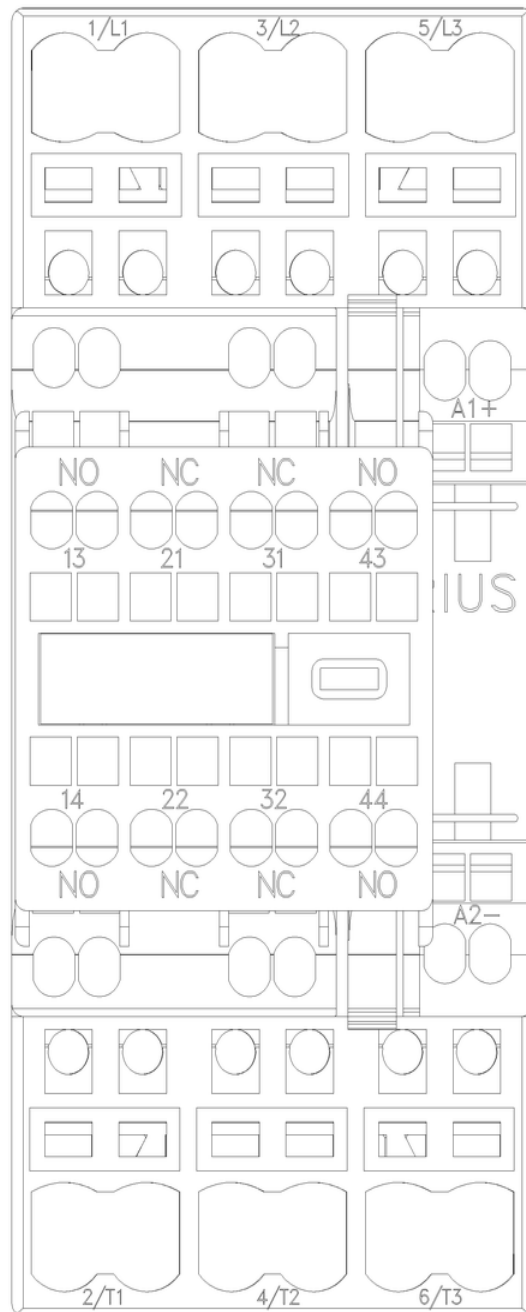 1/L1 3/L2 5/L3
A1+
NO NC NC NO
13 21 31 43
RIUS
14 22 32 44
NO NC NC NO
A2-
2/T1 4/T2 6/T3